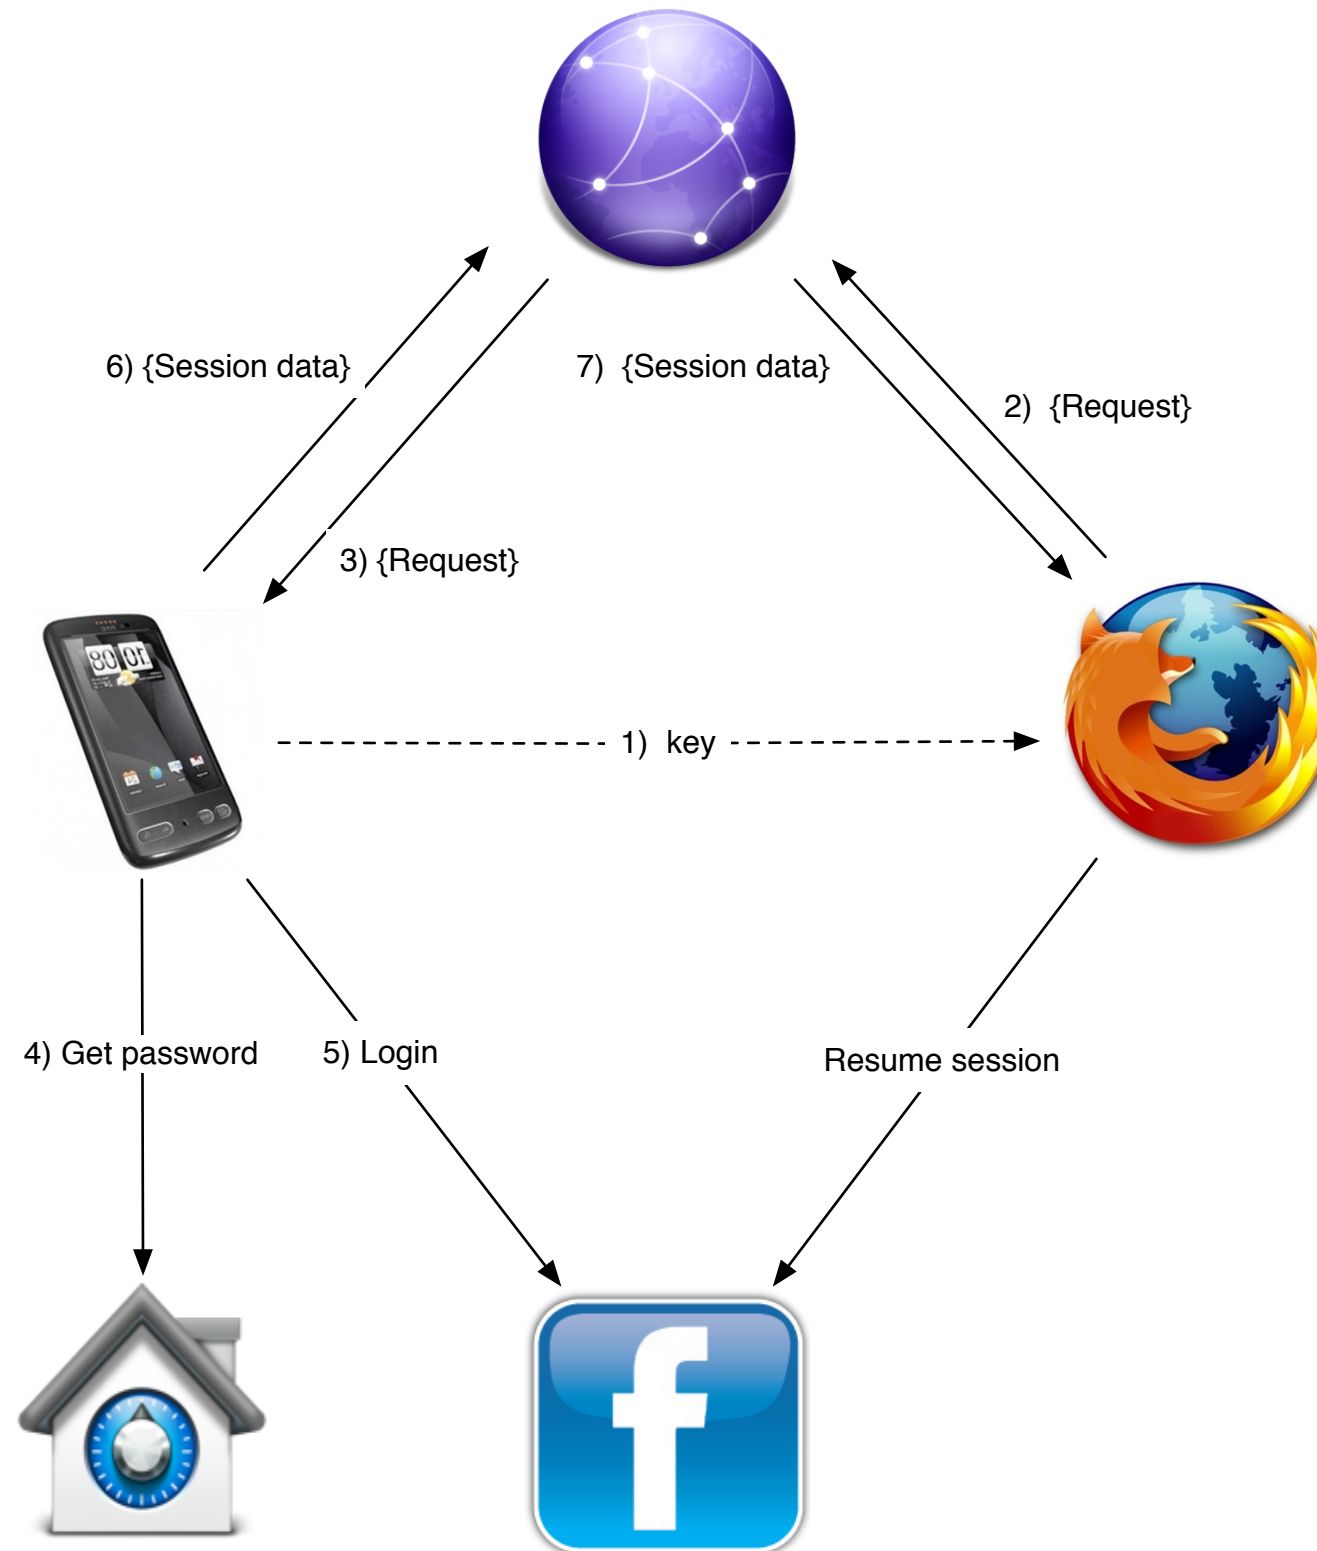 6) {Session data}
7) {Session data}
2) {Request}
3) {Request}
1) key
4) Get password
5) Login
Resume session